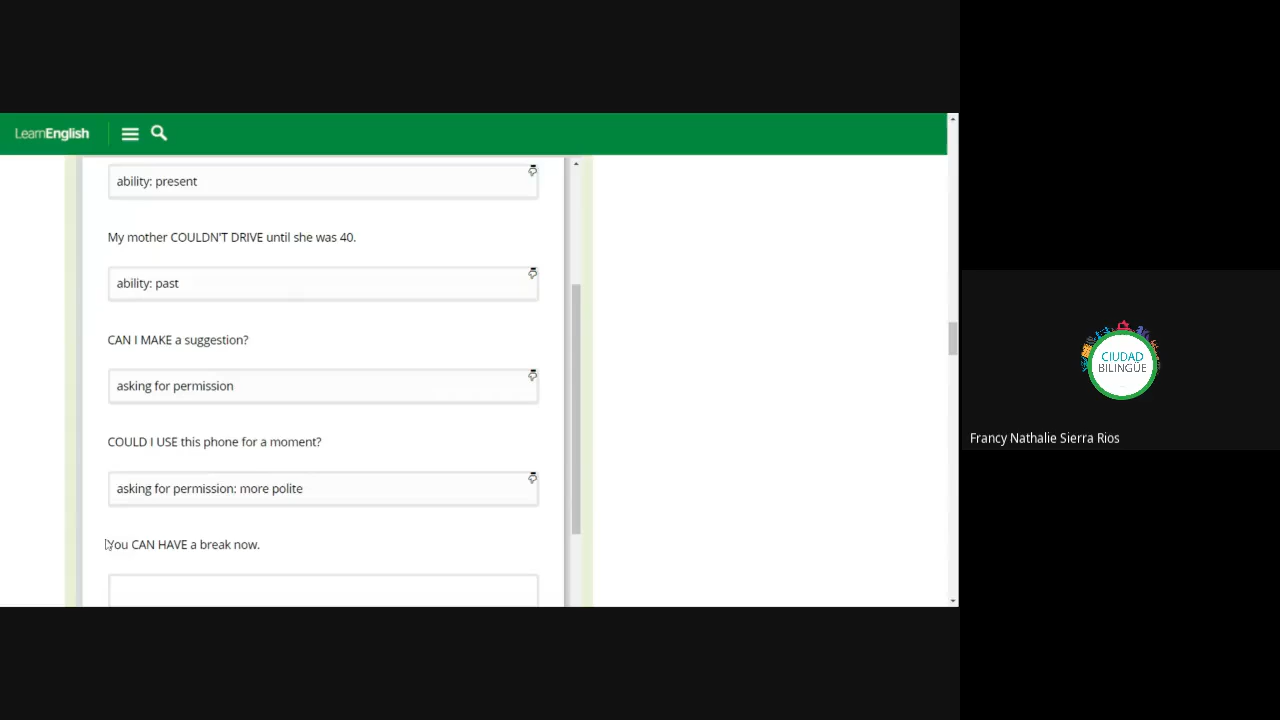 LearnEnglish
ability: present
My mother COULDN'T DRIVE until she was 40.
ability: past
CAN I MAKE a suggestion?
asking for permission
COULD I USE this phone for a moment?
asking for permission: more polite
You CAN HAVE a break now.
CIUDAD
BILINGÜE
Francy Nathalie Sierra Rios